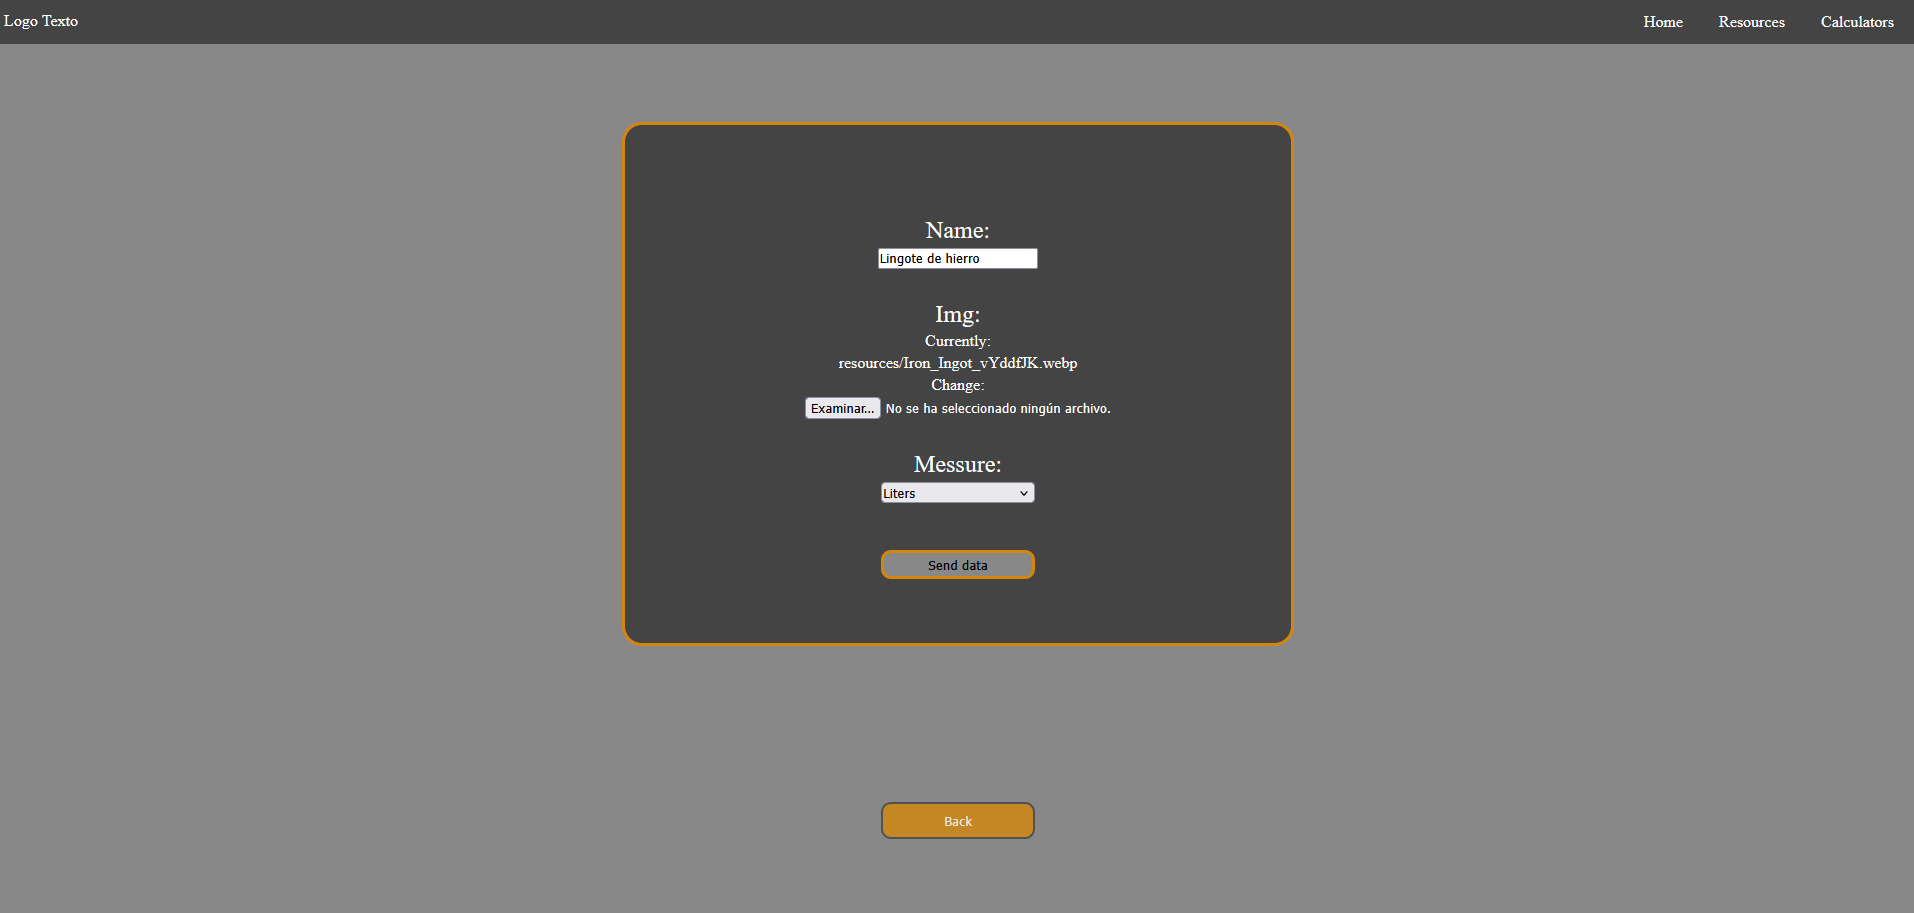 Logo Texto
Home Resources Calculators
Name:
Lingote de hierro
Img:
Currently:
resources/Iron_Ingot_vYddfJK.webp
Change:
Examinar... No se ha seleccionado ningún archivo.
Messure:
Liters
Send data
Back